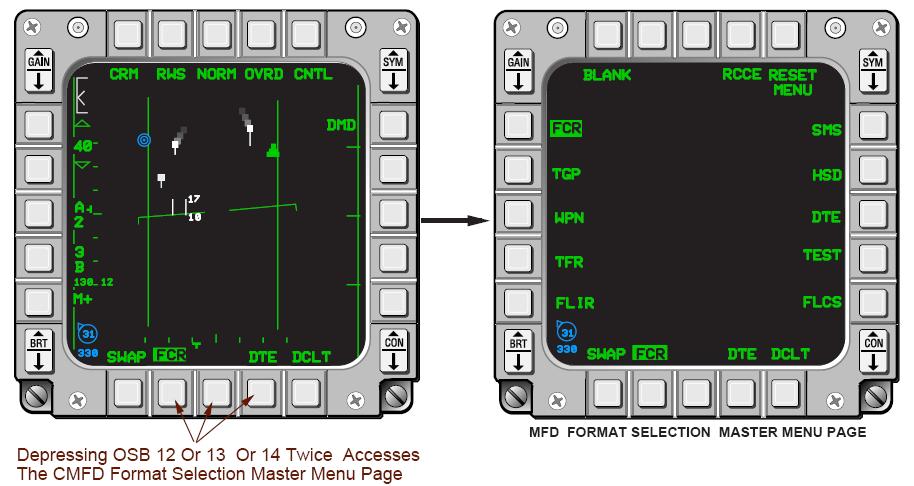 GAIN
SYM
CRM RWS NORM OVRD CNTL
DMD
40
17
10
A
2
3
B
130 12
M+
31
330
SWAP FCR DTE DCLT
BRT
CON
Depressing OSB 12 Or 13 Or 14 Twice Accesses
The CMFD Format Selection Master Menu Page
GAIN
SYM
BLANK RCCE RESET
MENU
FCR SMS
TGP HSD
WPN DTE
TFR TEST
FLIR FLCS
31
330
SWAP FCR DTE DCLT
BRT
CON
MFD FORMAT SELECTION MASTER MENU PAGE